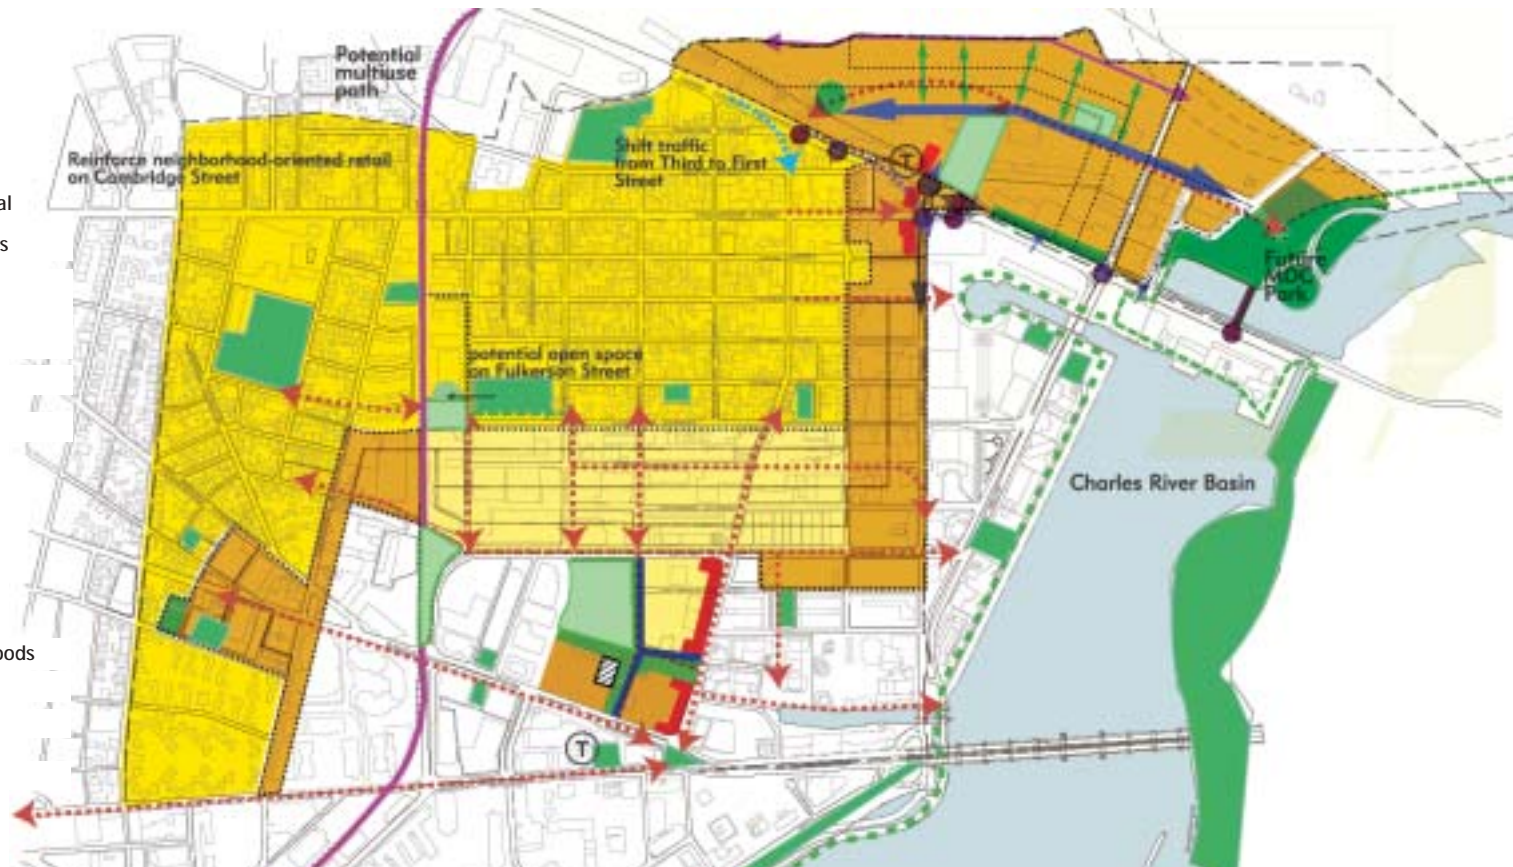 Potential
multiuse
path
Reinforce neighborhood-oriented retail
on Cambridge Street
Shift traffic
from Third to First
Street
T
al
s
Future
MDC
Park
potential open space
on Fulkerson Street
Charles River Basin
oods
T